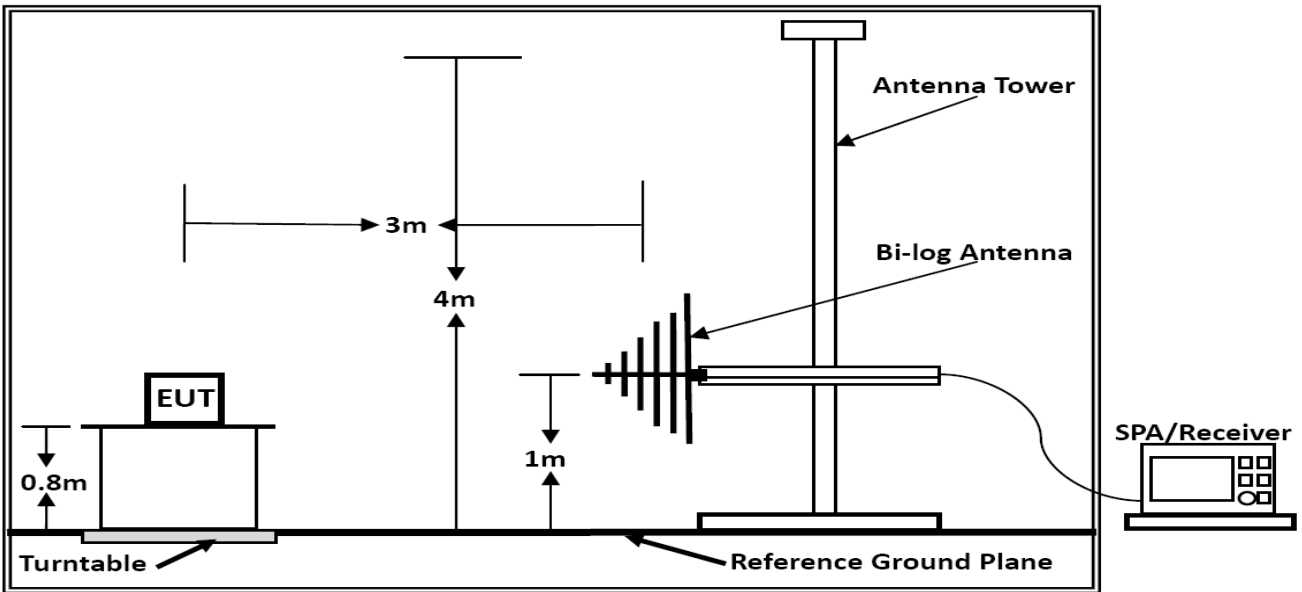 Antenna Tower
3m
Bi-log Antenna
4m
EUT
SPA/Receiver
1m
0.8m
Turntable
Reference Ground Plane